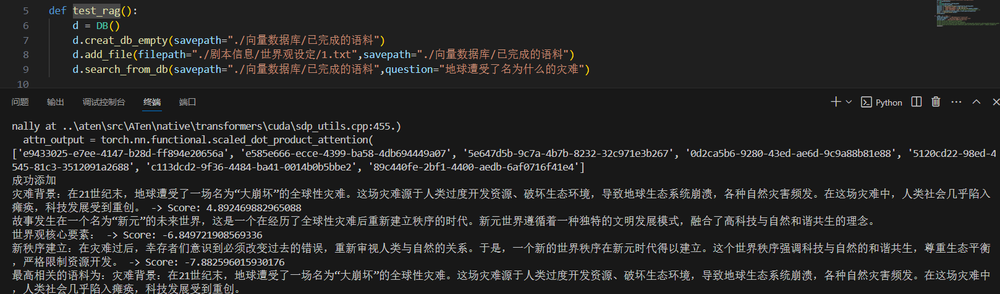 5 def test_rag():
6 d = DB()
7 d.creat_db_empty(savepath="./向量数据库/已完成的语料")
8 d.add_file(filepath="./剧本信息/世界观设定/1.txt",savepath="./向量数据库/已完成的语料")
9 d.search_from_db(savepath="./向量数据库/已完成的语料",question="地球遭受了名为什么的灾难")
10
问题 输出 调试控制台 终端 端口 Python
nally at ..\aten\src\ATen\native\transformers\cuda\sdp_utils.cpp:455.)
attn_output = torch.nn.functional.scaled_dot_product_attention(
['e9433025-e7ee-4147-b28d-ff894e20656a', 'e585e666-ecce-4399-ba58-4db694449a07', '5e647d5b-9c7a-4b7b-8232-32c971e3b267', '0d2ca5b6-9280-43ed-ae6d-9c9a88b81e88', '5120cd22-98ed-4
545-81c3-3512091a2688', 'c113dcd2-9f36-4484-ba41-0014b0b5bbe2', '89c440fe-2bf1-4400-aedb-6af0716f41e4']
成功添加
灾难背景：在21世纪末，地球遭受了一场名为“大崩坏”的全球性灾难。这场灾难源于人类过度开发资源、破坏生态环境，导致地球生态系统崩溃，各种自然灾害频发。在这场灾难中，人类社会几乎陷入
瘫痪，科技发展受到重创。 -> Score: 4.892469882965088
故事发生在一个名为“新元”的未来世界，这是一个在经历了全球性灾难后重新建立秩序的时代。新元世界遵循着一种独特的文明发展模式，融合了高科技与自然和谐共生的理念。
世界观核心要素： -> Score: -6.849721908569336
新秩序建立：在灾难过后，幸存者们意识到必须改变过去的错误，重新审视人类与自然的关系。于是，一个新的世界秩序在新元时代得以建立。这个世界秩序强调科技与自然的和谐共生，尊重生态平衡
，严格限制资源开发。 -> Score: -7.882596015930176
最高相关的语料为：灾难背景：在21世纪末，地球遭受了一场名为“大崩坏”的全球性灾难。这场灾难源于人类过度开发资源、破坏生态环境，导致地球生态系统崩溃，各种自然灾害频发。在这场灾难中
，人类社会几乎陷入瘫痪，科技发展受到重创。